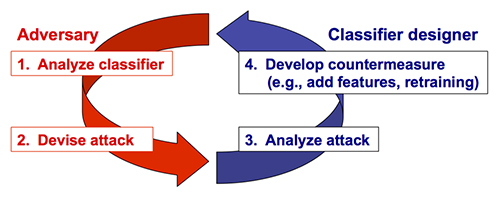 Adversary
1. Analyze classifier
2. Devise attack
Classifier designer
4. Develop countermeasure
(e.g., add features, retraining)
3. Analyze attack